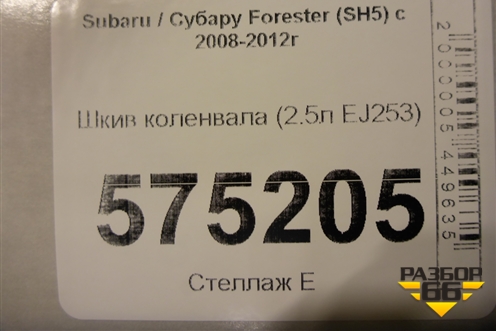 Subaru / Субару Forester (SH5) с
2008-2012г
Шкив коленвала (2.5л EJ253)
575205
Стеллаж Е
2000005449635
РАЗБОР
66